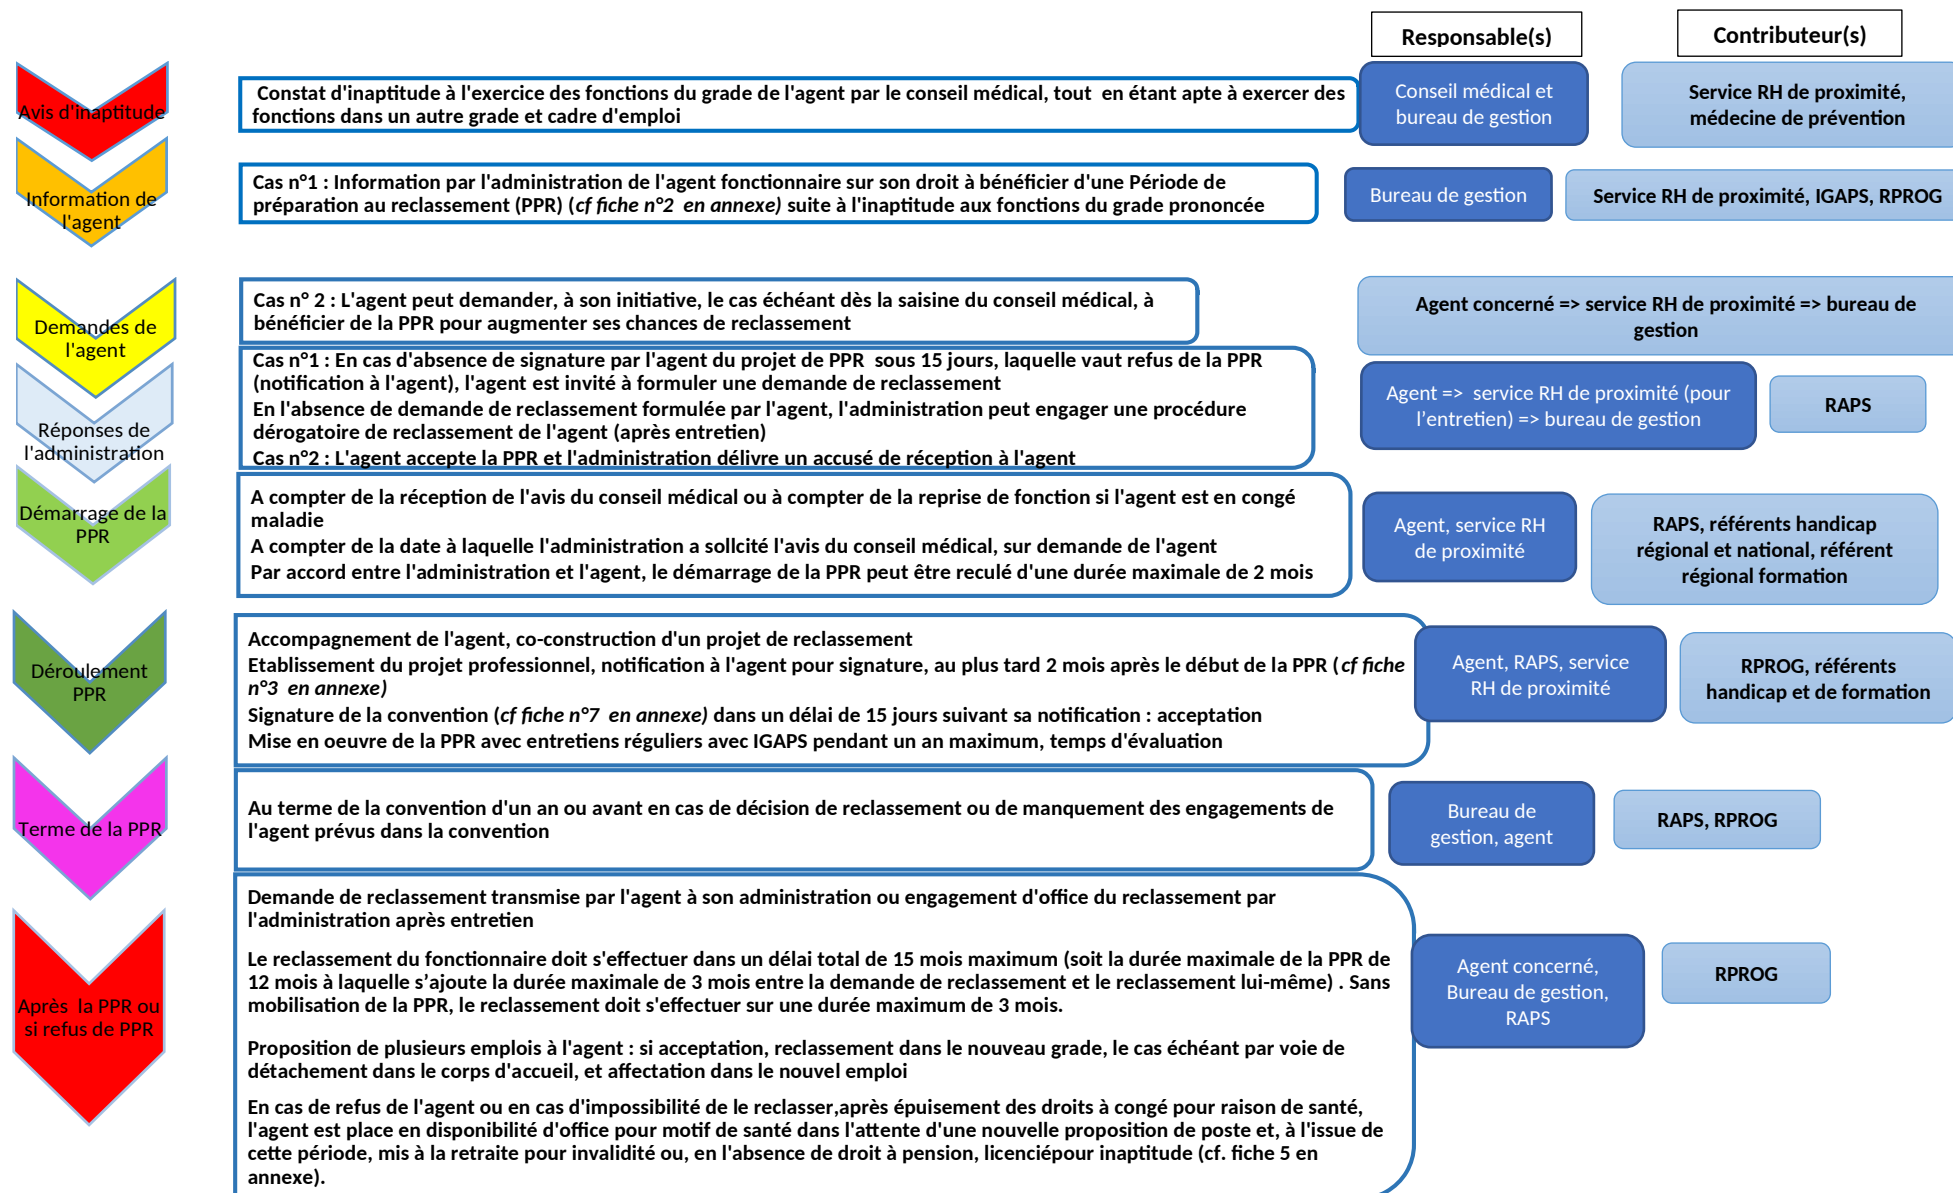 Responsable(s)
Contributeur(s)
Avis d'inaptitude
Constat d'inaptitude à l'exercice des fonctions du grade de l'agent par le conseil médical, tout  en étant apte à exercer des
fonctions dans un autre grade et cadre d'emploi
Conseil médical et
bureau de gestion
Service RH de proximité,
médecine de prévention
Information de
l'agent
Cas n°1 : Information par l'administration de l'agent fonctionnaire sur son droit à bénéficier d'une Période de
préparation au reclassement (PPR) (cf fiche n°2  en annexe) suite à l'inaptitude aux fonctions du grade prononcée
Bureau de gestion
Service RH de proximité, IGAPS, RPROG
Demandes de
l'agent
Cas n° 2 : L'agent peut demander, à son initiative, le cas échéant dès la saisine du conseil médical, à
bénéficier de la PPR pour augmenter ses chances de reclassement
Agent concerné => service RH de proximité => bureau de
gestion
Réponses de
l'administration
Cas n°1 : En cas d'absence de signature par l'agent du projet de PPR  sous 15 jours, laquelle vaut refus de la PPR
(notification à l'agent), l'agent est invité à formuler une demande de reclassement
En l'absence de demande de reclassement formulée par l'agent, l'administration peut engager une procédure
dérogatoire de reclassement de l'agent (après entretien)
Cas n°2 : L'agent accepte la PPR et l'administration délivre un accusé de réception à l'agent
Agent =>  service RH de proximité (pour
l’entretien) => bureau de gestion
RAPS
Démarrage de la
PPR
A compter de la réception de l'avis du conseil médical ou à compter de la reprise de fonction si l'agent est en congé
maladie
A compter de la date à laquelle l'administration a sollcité l'avis du conseil médical, sur demande de l'agent
Par accord entre l'administration et l'agent, le démarrage de la PPR peut être reculé d'une durée maximale de 2 mois
Agent, service RH
de proximité
RAPS, référents handicap
régional et national, référent
régional formation
Déroulement
PPR
Accompagnement de l'agent, co-construction d'un projet de reclassement
Etablissement du projet professionnel, notification à l'agent pour signature, au plus tard 2 mois après le début de la PPR (cf fiche
n°3  en annexe)
Signature de la convention (cf fiche n°7  en annexe) dans un délai de 15 jours suivant sa notification : acceptation
Mise en oeuvre de la PPR avec entretiens réguliers avec IGAPS pendant un an maximum, temps d'évaluation
Agent, RAPS, service
RH de proximité
RPROG, référents
handicap et de formation
Terme de la PPR
Au terme de la convention d'un an ou avant en cas de décision de reclassement ou de manquement des engagements de
l'agent prévus dans la convention
Bureau de
gestion, agent
RAPS, RPROG
Après  la PPR ou
si refus de PPR
Demande de reclassement transmise par l'agent à son administration ou engagement d'office du reclassement par
l'administration après entretien
Le reclassement du fonctionnaire doit s'effectuer dans un délai total de 15 mois maximum (soit la durée maximale de la PPR de
12 mois à laquelle s’ajoute la durée maximale de 3 mois entre la demande de reclassement et le reclassement lui-même) . Sans
mobilisation de la PPR, le reclassement doit s'effectuer sur une durée maximum de 3 mois.
Proposition de plusieurs emplois à l'agent : si acceptation, reclassement dans le nouveau grade, le cas échéant par voie de
détachement dans le corps d'accueil, et affectation dans le nouvel emploi
En cas de refus de l'agent ou en cas d'impossibilité de le reclasser,après épuisement des droits à congé pour raison de santé,
l'agent est place en disponibilité d'office pour motif de santé dans l'attente d'une nouvelle proposition de poste et, à l'issue de
cette période, mis à la retraite pour invalidité ou, en l'absence de droit à pension, licenciépour inaptitude (cf. fiche 5 en
annexe).
Agent concerné,
Bureau de gestion,
RAPS
RPROG